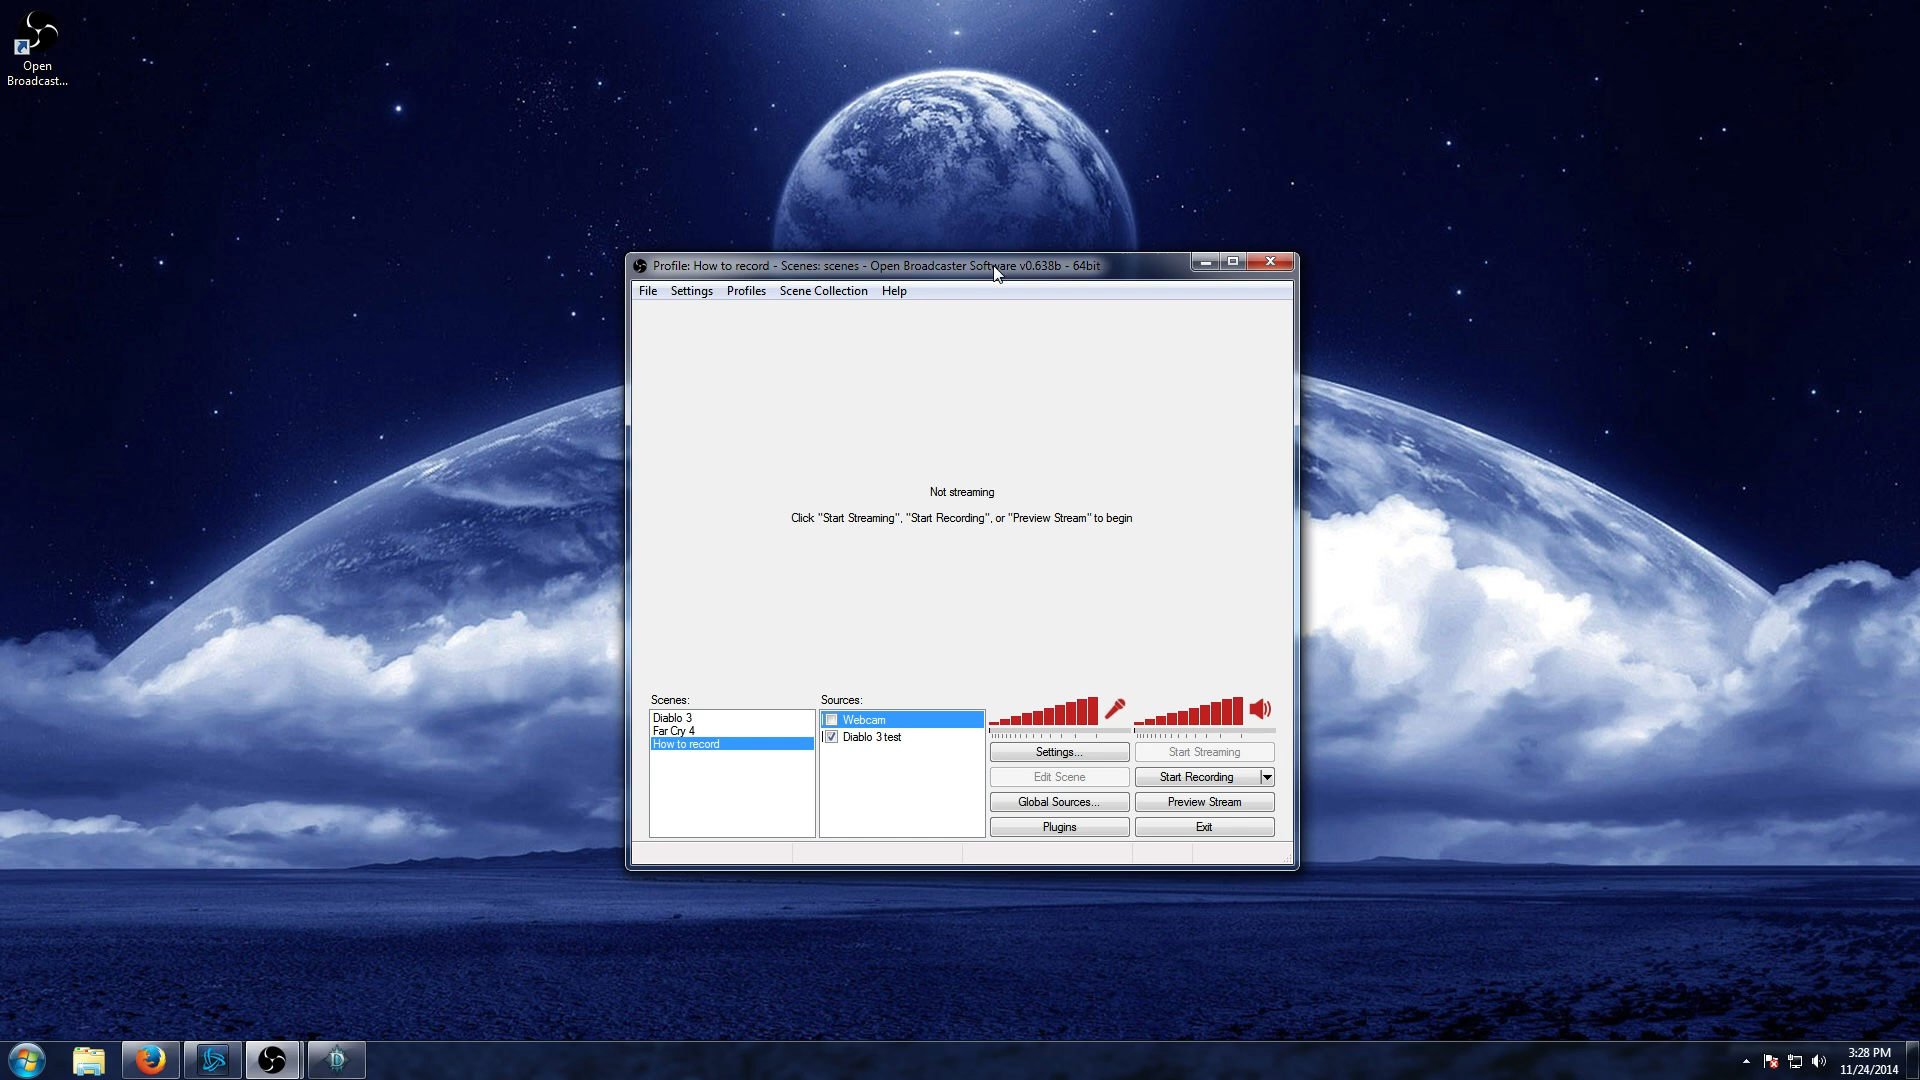 Open
Broadcast...
Profile: How to record - Scenes: scenes - Open Broadcaster Software v0.638b - 64bit
File Settings Profiles Scene Collection Help
Not streaming
Click "Start Streaming", "Start Recording", or "Preview Stream" to begin
Scenes:
Diablo 3
Far Cry 4
How to record
Sources:
Webcam
Diablo 3 test
Settings... Start Streaming
Edit Scene Start Recording
Global Sources... Preview Stream
Plugins Exit
3:28 PM
11/24/2014